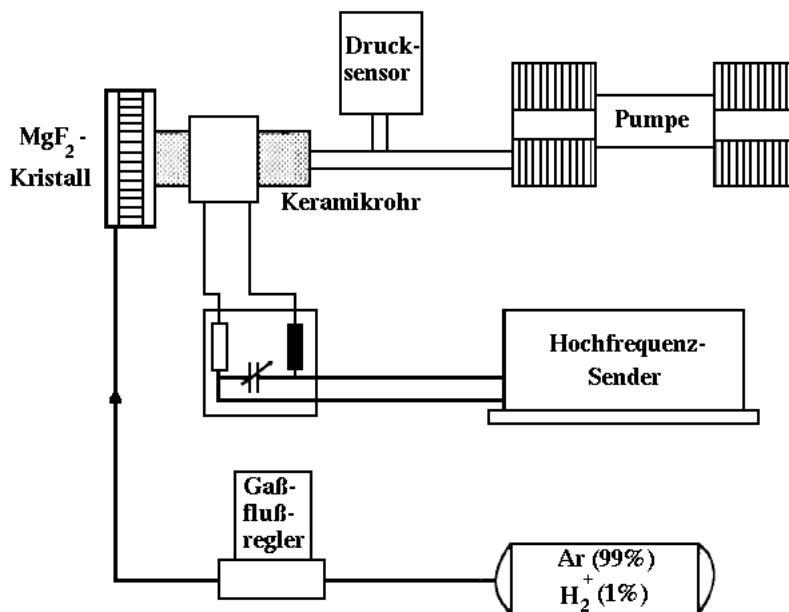 Druck-
sensor
Pumpe
MgF₂-
Kristall
Keramikrohr
Hochfrequenz-
Sender
Gaß-
fluß-
regler
Ar (99%)
H₂⁺ (1%)